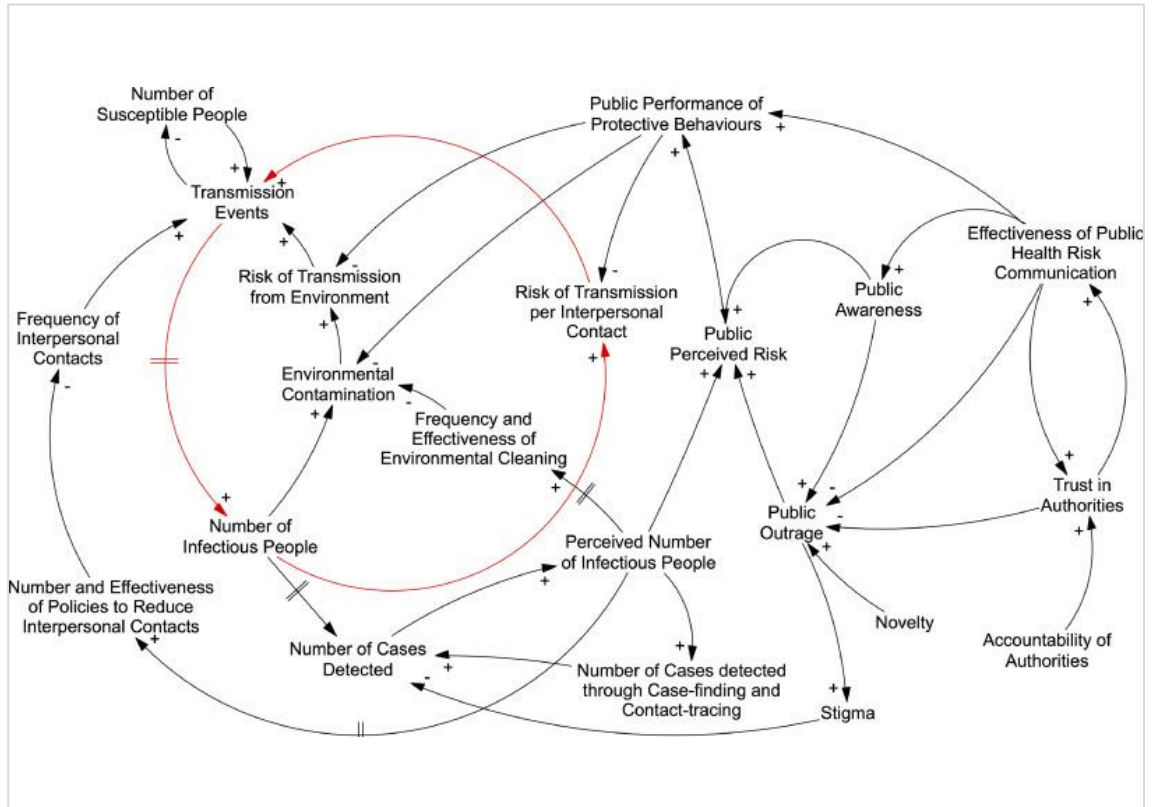 Number of
Susceptible People
-
+
+
Transmission
Events
+
+
Public Performance of
Protective Behaviours
+
+
Effectiveness of Public
Health Risk
Communication
+
-
Risk of Transmission
from Environment
+
-
Risk of Transmission
per Interpersonal
Contact
+
+
Public
Awareness
+
Public
Perceived Risk
+
+
Frequency of
Interpersonal
Contacts
-
Environmental
Contamination
-
-
+
Frequency and
Effectiveness of
Environmental Cleaning
+
+
Number of
Infectious People
Perceived Number
of Infectious People
+
+
-
-
Public
Outrage
+
+
Trust in
Authorities
+
Number and Effectiveness
of Policies to Reduce
Interpersonal Contacts
+
Novelty
Accountability of
Authorities
Number of Cases
Detected
+
-
+
Number of Cases detected
through Case-finding and
Contact-tracing
+
Stigma